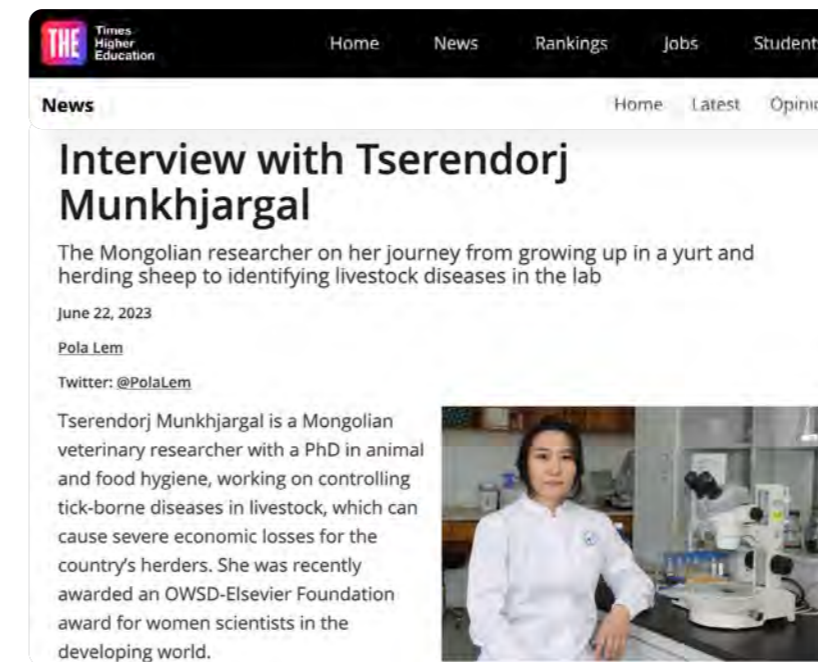 THE
Times
Higher
Education
Home News Rankings Jobs Student
News
Home Latest Opini
Interview with Tserendorj
Munkhjargal
The Mongolian researcher on her journey from growing up in a yurt and
herding sheep to identifying livestock diseases in the lab
June 22, 2023
Pola Lem
Twitter: @PolaLem
Tserendorj Munkhjargal is a Mongolian
veterinary researcher with a PhD in animal
and food hygiene, working on controlling
tick-borne diseases in livestock, which can
cause severe economic losses for the
country's herders. She was recently
awarded an OWSD-Elsevier Foundation
award for women scientists in the
developing world.